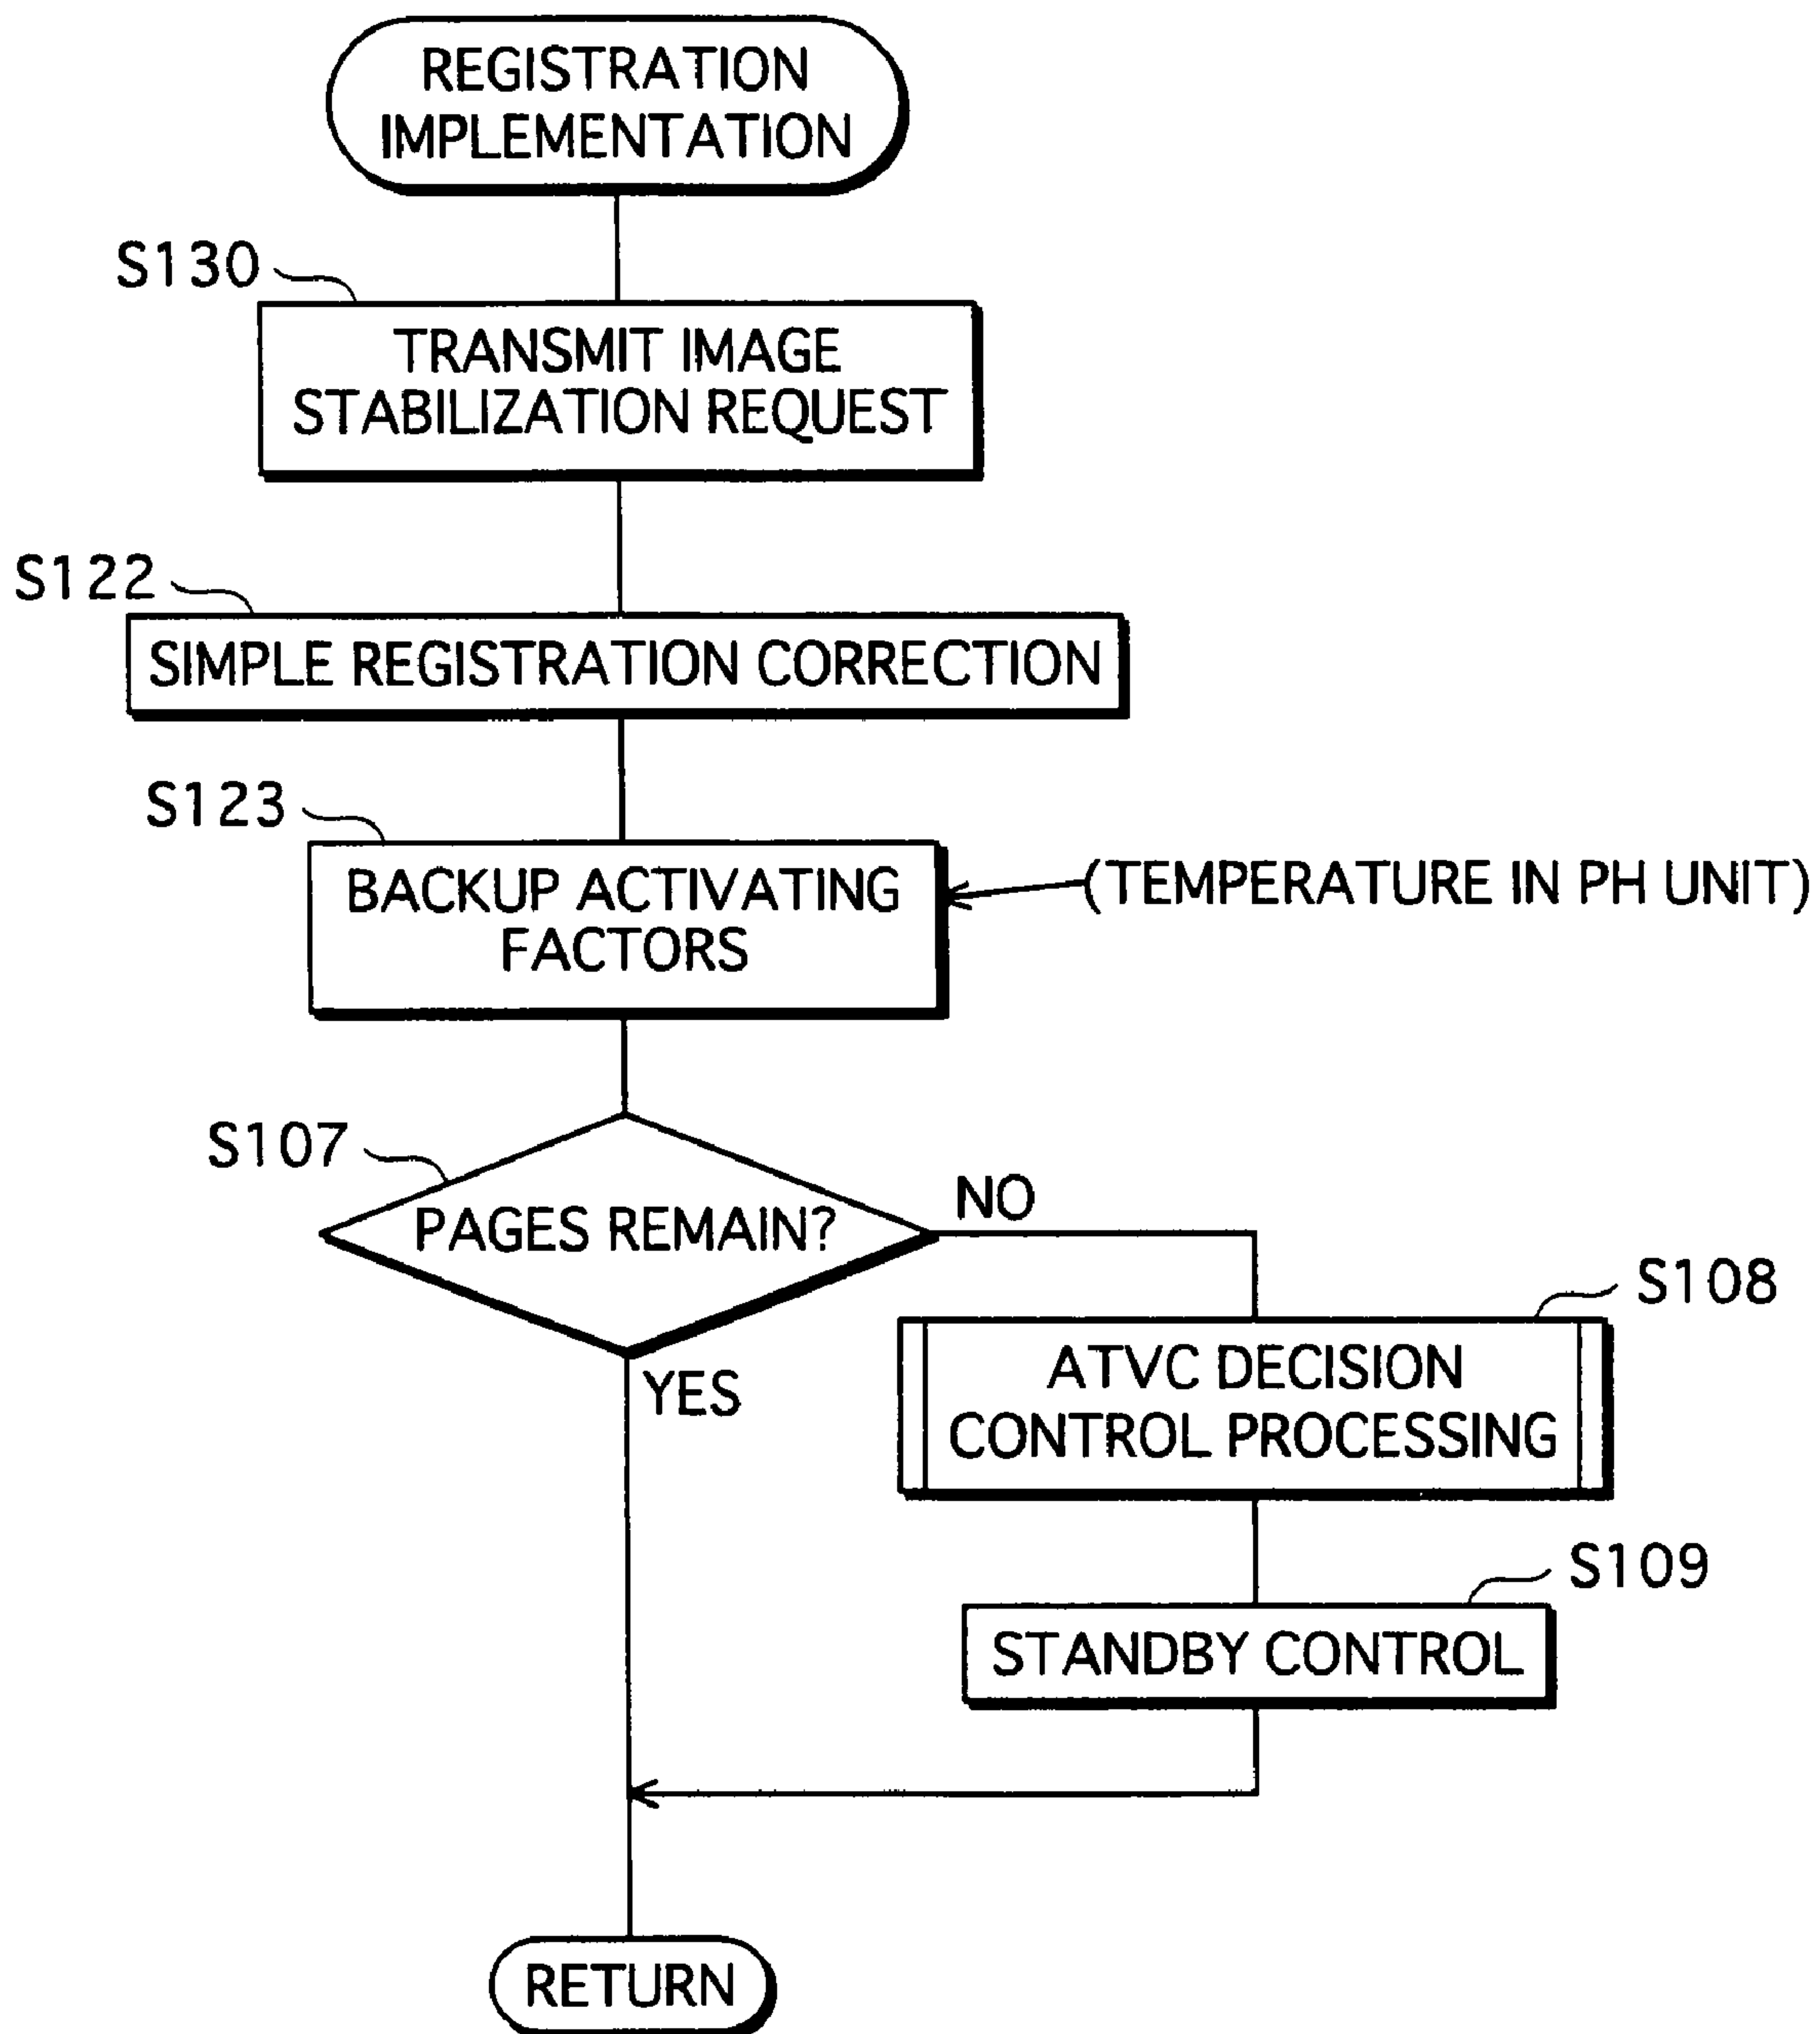 REGISTRATION
IMPLEMENTATION
S130
TRANSMIT IMAGE
STABILIZATION REQUEST
S122
SIMPLE REGISTRATION CORRECTION
S123
BACKUP ACTIVATING
FACTORS
(TEMPERATURE IN PH UNIT)
S107
PAGES REMAIN?
NO
YES
S108
ATVC DECISION
CONTROL PROCESSING
S109
STANDBY CONTROL
RETURN